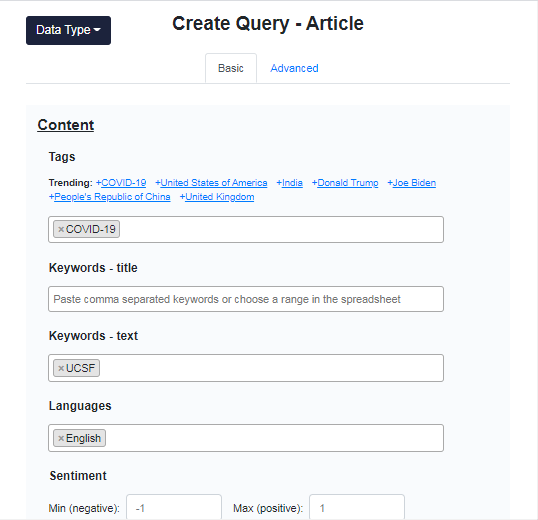 Data Type
Create Query - Article
Basic Advanced
Content
Tags
Trending: +COVID-19 +United States of America +India +Donald Trump +Joe Biden
+People's Republic of China +United Kingdom
×COVID-19
Keywords - title
Paste comma separated keywords or choose a range in the spreadsheet
Keywords - text
×UCSF
Languages
×English
Sentiment
Min (negative): -1 Max (positive): 1